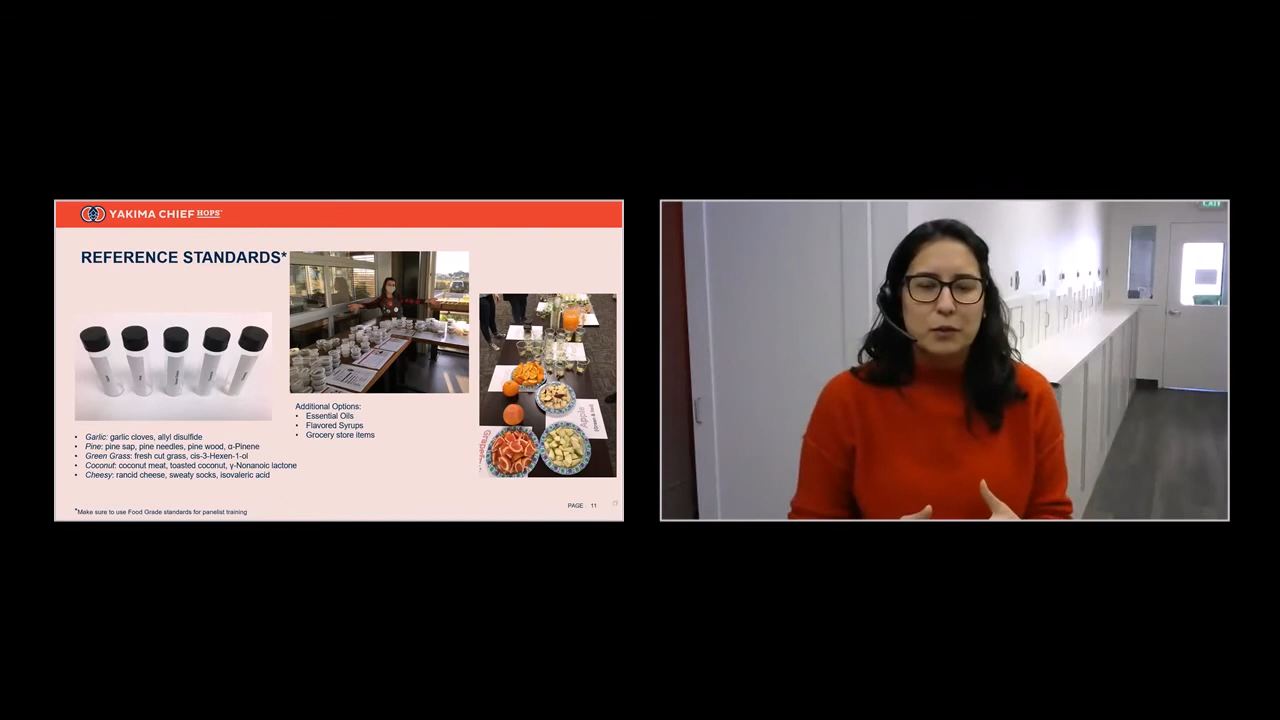 YAKIMA CHIEF HOPS'
REFERENCE STANDARDS*
• Garlic: garlic cloves, allyl disulfide
• Pine: pine sap, pine needles, pine wood, α-Pinene
• Green Grass: fresh cut grass, cis-3-Hexen-1-ol
• Coconut: coconut meat, toasted coconut, γ-Nonanoic lactone
• Cheesy: rancid cheese, sweaty socks, isovaleric acid
Additional Options:
• Essential Oils
• Flavored Syrups
• Grocery store items
Apple
*Make sure to use Food Grade standards for panelist training
PAGE 11
EXIT